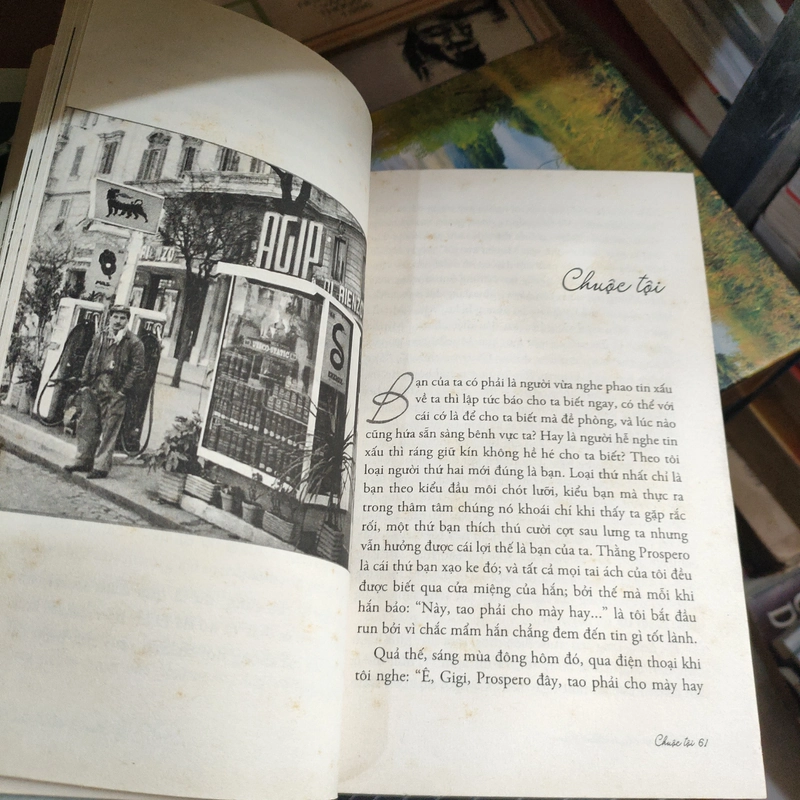 AGIP
DI RIENZO
VISCO-STATIC
Chuộc tội
Bạn của ta có phải là người vừa nghe phao tin xấu
về ta thì lập tức báo cho ta biết ngay, có thể với
cái cớ là để cho ta biết mà đề phòng, và lúc nào
cũng hứa sẵn sàng bênh vực ta? Hay là người hễ nghe tin
xấu thì ráng giữ kín không hề hé cho ta biết? Theo tôi
loại người thứ hai mới đúng là bạn. Loại thứ nhất chỉ là
bạn theo kiểu đầu môi chót lưỡi, kiểu bạn mà thực ra
trong thâm tâm chúng nó khoái chí khi thấy ta gặp rắc
rối, một thứ bạn thích thú cười cợt sau lưng ta nhưng
vẫn hưởng được cái lợi thế là bạn của ta. Thằng Prospero
là cái thứ bạn xạo ke đó; và tất cả mọi tai ách của tôi đều
được biết qua cửa miệng của hắn; bởi thế mà mỗi khi
hắn bảo: “Này, tao phải cho mày hay...” là tôi bắt đầu
run bởi vì chắc mẩm hắn chẳng đem đến tin gì tốt lành.
Quả thế, sáng mùa đông hôm đó, qua điện thoại khi
tôi nghe: “Ê, Gigi, Prospero đây, tao phải cho mày hay
Chuộc tội 61